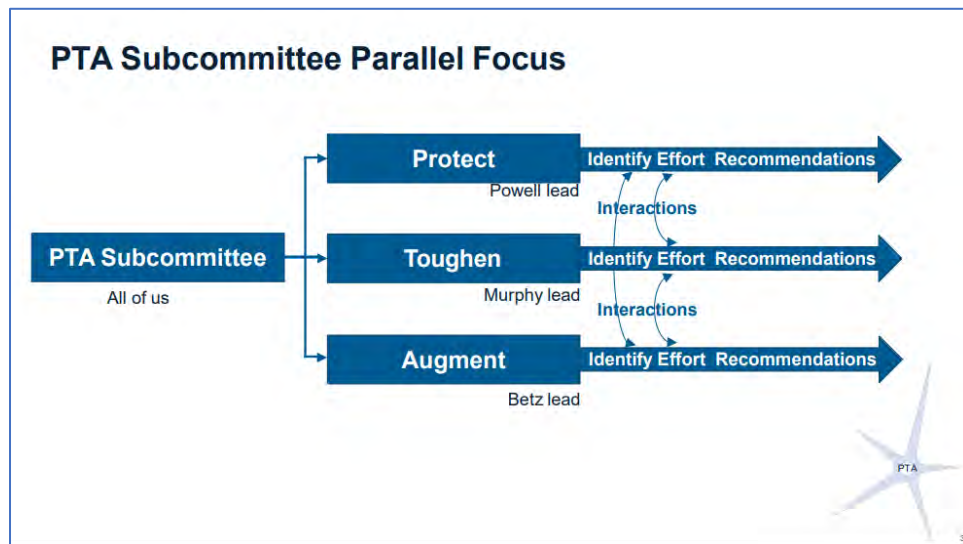 PTA Subcommittee Parallel Focus
Protect
Identify Effort Recommendations
Powell lead
Interactions
PTA Subcommittee
All of us
Toughen
Identify Effort Recommendations
Murphy lead
Interactions
Augment
Identify Effort Recommendations
Betz lead
PTA
3